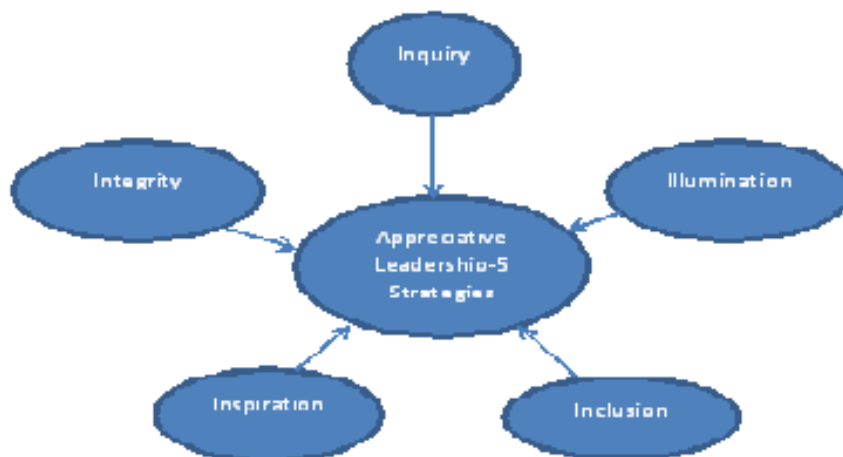 Inquiry
Integrity
Illumination
Appreciative
Leadership-5
Strategies
Inspiration
Inclusion